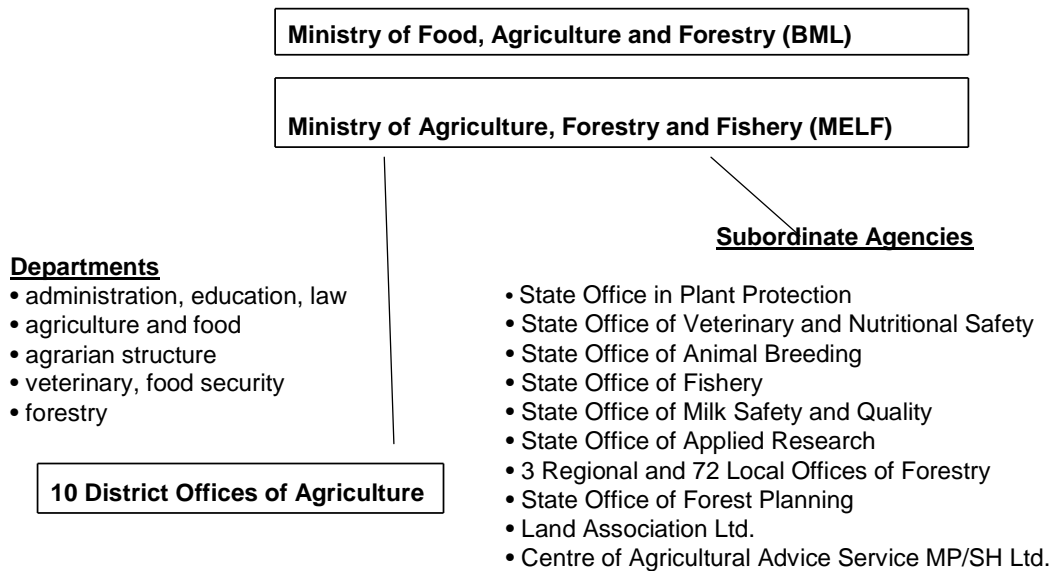 Ministry of Food, Agriculture and Forestry (BML)
Ministry of Agriculture, Forestry and Fishery (MELF)
Departments
• administration, education, law
• agriculture and food
• agrarian structure
• veterinary, food security
• forestry
10 District Offices of Agriculture
Subordinate Agencies
• State Office in Plant Protection
• State Office of Veterinary and Nutritional Safety
• State Office of Animal Breeding
• State Office of Fishery
• State Office of Milk Safety and Quality
• State Office of Applied Research
• 3 Regional and 72 Local Offices of Forestry
• State Office of Forest Planning
• Land Association Ltd.
• Centre of Agricultural Advice Service MP/SH Ltd.